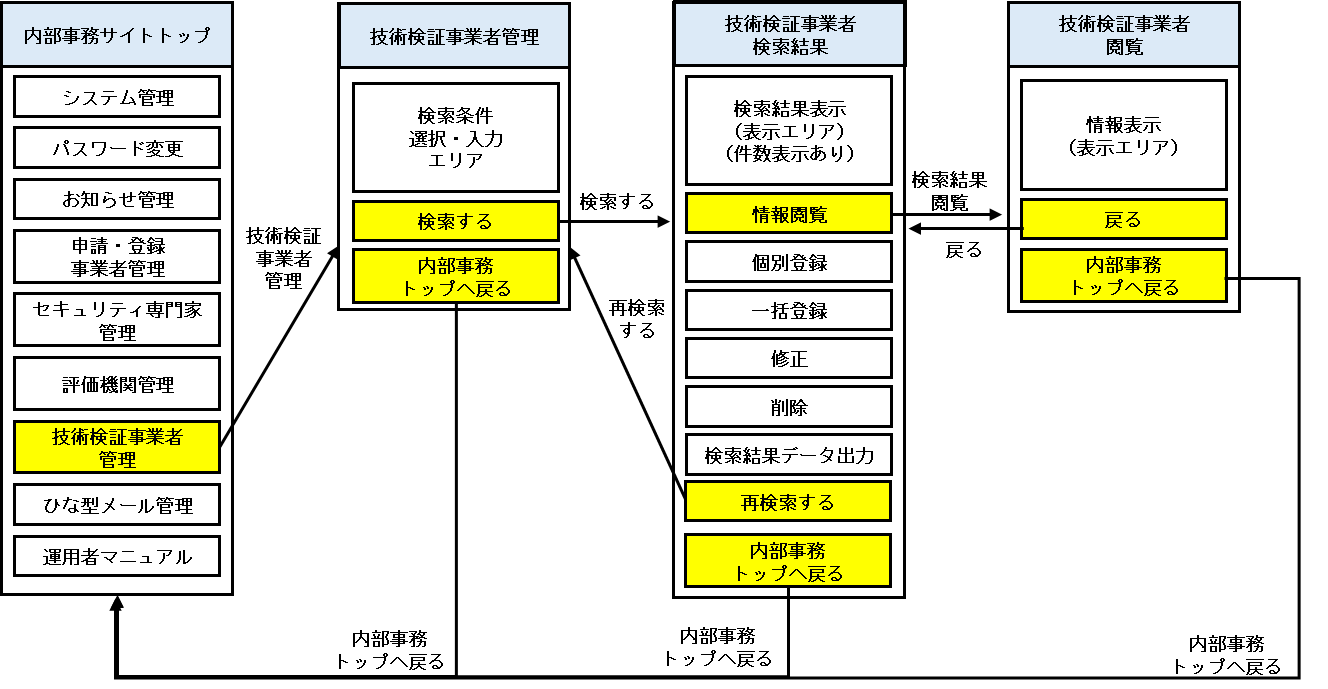 内部事務サイトトップ
システム管理
パスワード変更
お知らせ管理
申請・登録
事業者管理
セキュリティ専門家
管理
評価機関管理
技術検証事業者
管理
ひな型メール管理
運用者マニュアル
技術検証
事業者
管理
技術検証事業者管理
検索条件
選択・入力
エリア
検索する
内部事務
トップへ戻る
検索する
再検索
する
技術検証事業者
検索結果
検索結果表示
（表示エリア）
（件数表示あり）
情報閲覧
個別登録
一括登録
修正
削除
検索結果データ出力
再検索する
内部事務
トップへ戻る
検索結果
閲覧
戻る
技術検証事業者
閲覧
情報表示
（表示エリア）
戻る
内部事務
トップへ戻る
内部事務
トップへ戻る
内部事務
トップへ戻る
内部事務
トップへ戻る